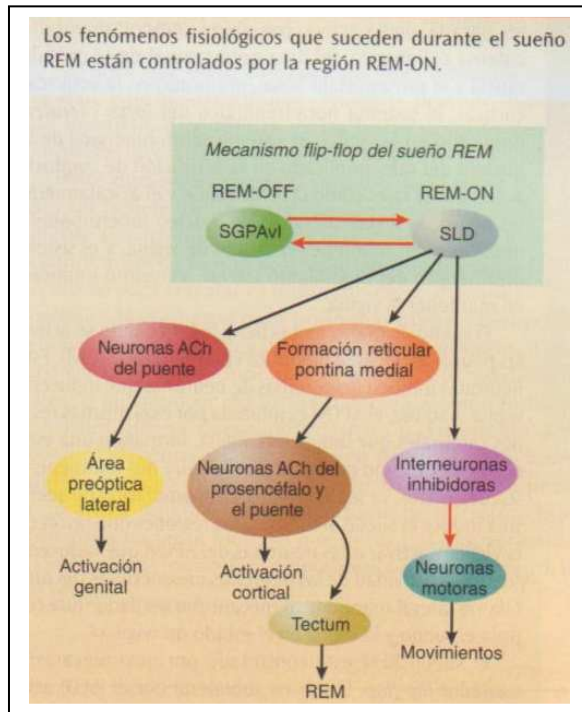 Los fenómenos fisiológicos que suceden durante el sueño
REM están controlados por la región REM-ON.
Mecanismo flip-flop del sueño REM
REM-OFF
REM-ON
SGPAvl
SLD
Neuronas ACh
del puente
Formación reticular
pontina medial
Área
preóptica
lateral
Neuronas ACh del
prosencéfalo y
el puente
Interneuronas
inhibidoras
Activación
genital
Activación
cortical
Neuronas
motoras
Tectum
Movimientos
REM